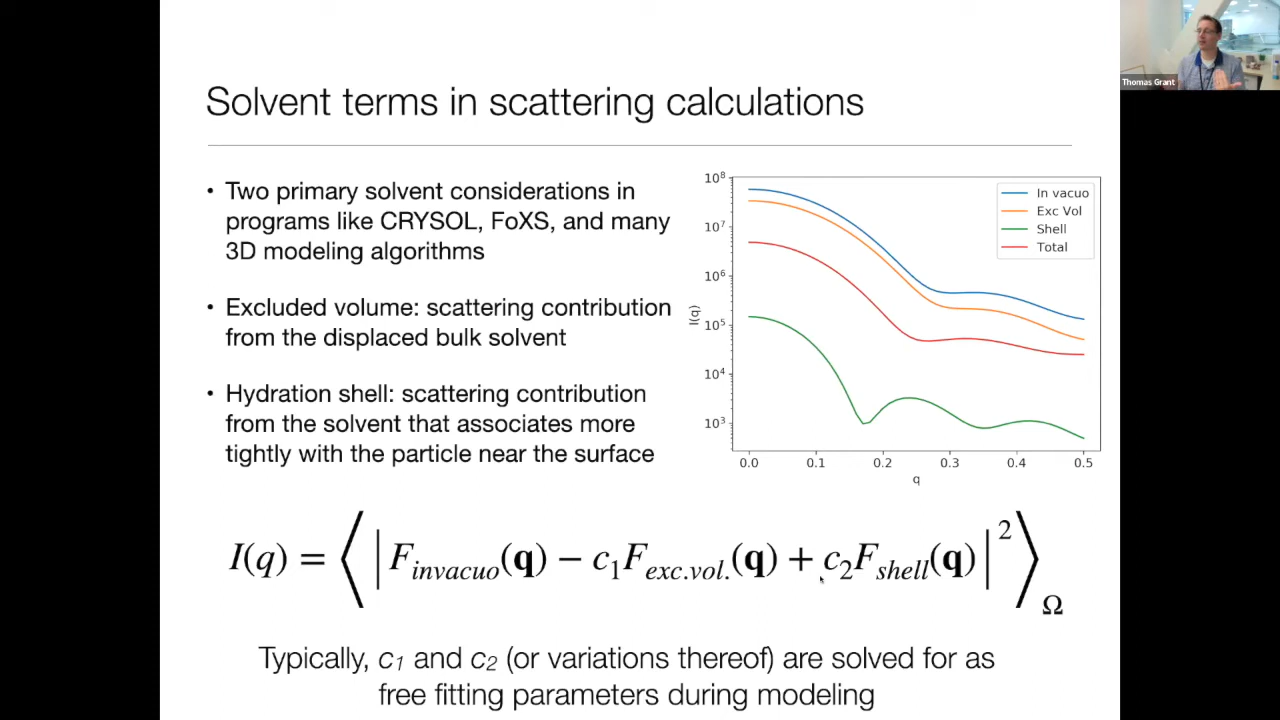 Thomas Grant
Solvent terms in scattering calculations
• Two primary solvent considerations in
programs like CRYSOL, FoXS, and many
3D modeling algorithms
• Excluded volume: scattering contribution
from the displaced bulk solvent
• Hydration shell: scattering contribution
from the solvent that associates more
tightly with the particle near the surface
10⁸
10⁷
10⁶
10⁵
10⁴
10³
I(q)
In vacuo
Exc Vol
Shell
Total
0.0 0.1 0.2 0.3 0.4 0.5
q
I(q) = ⟨ | F_invacuo(q) − c₁F_exc.vol.(q) + c₂F_shell(q) |² ⟩_Ω
Typically, c₁ and c₂ (or variations thereof) are solved for as
free fitting parameters during modeling